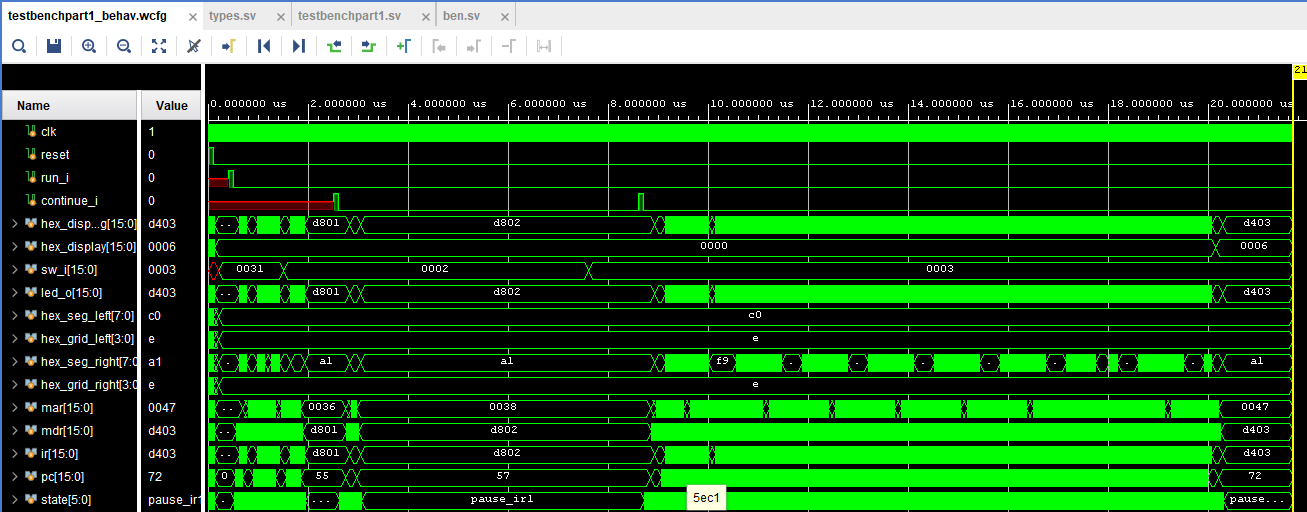 testbenchpart1_behav.wcfg × types.sv × testbenchpart1.sv × ben.sv ×
21
Name Value 0.000000 us 2.000000 us 4.000000 us 6.000000 us 8.000000 us 10.000000 us 12.000000 us 14.000000 us 16.000000 us 18.000000 us 20.000000 us
clk 1
reset 0
run_i 0
continue_i 0
hex_disp...g[15:0] d403 .. d801 d802 d403
hex_display[15:0] 0006 0000 0006
sw_i[15:0] 0003 0031 0002 0003
led_o[15:0] d403 .. d801 d802 d403
hex_seg_left[7:0] c0 c0
hex_grid_left[3:0] e e
hex_seg_right[7:0 a1 . a1 a1 f9 . . . . . . . a1
hex_grid_right[3:0 e e
mar[15:0] 0047 .. 0036 0038 0047
mdr[15:0] d403 .. d801 d802 d403
ir[15:0] d403 .. d801 d802 d403
pc[15:0] 72 0 55 57 72
state[5:0] pause_ir1 .. ... pause_ir1 5ec1 pause...